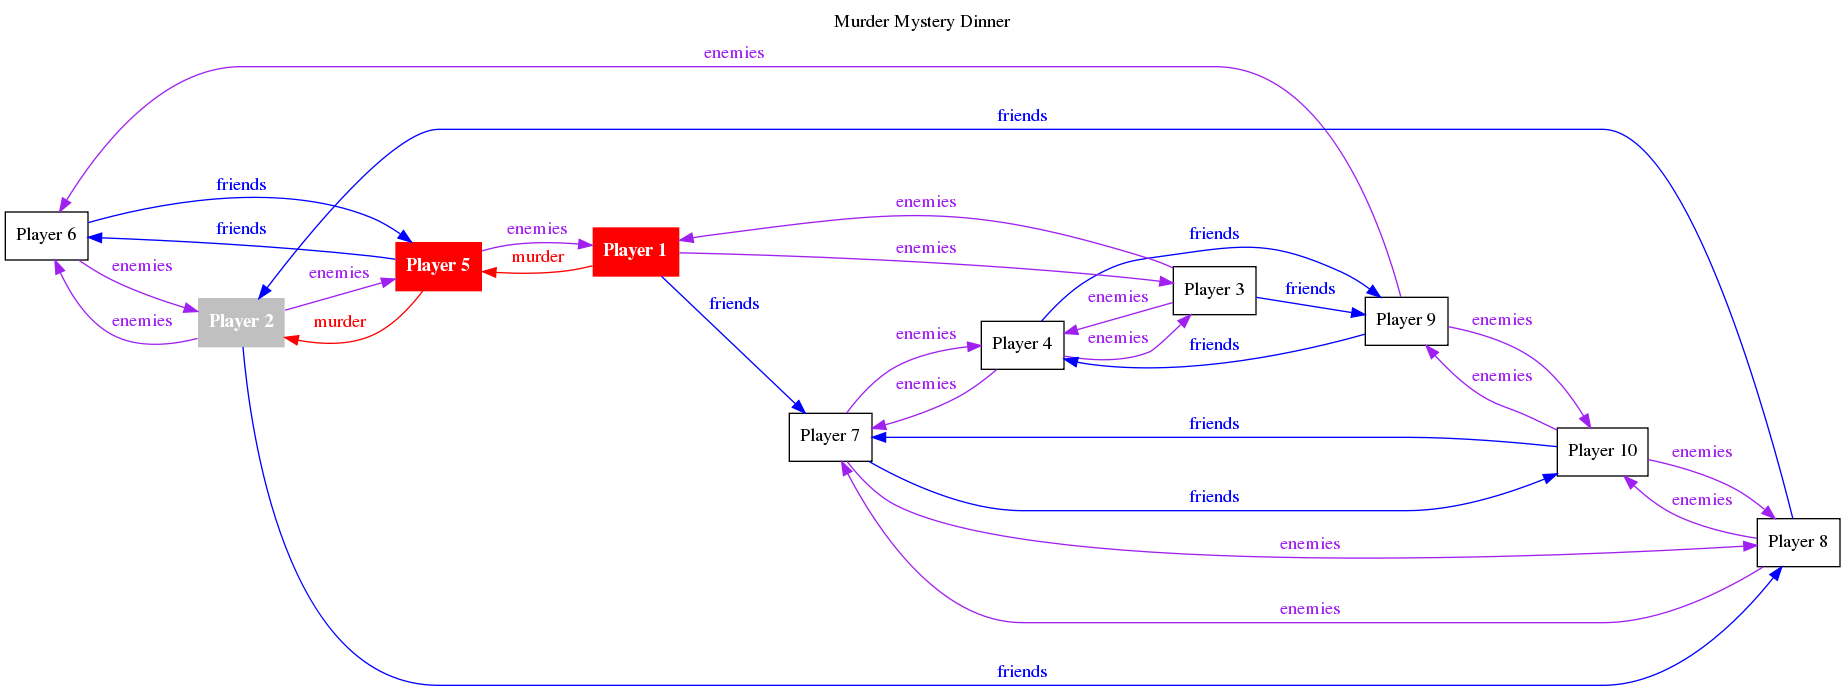 Murder Mystery Dinner
enemies
friends
friends
enemies
friends
enemies
friends
enemies
friends
Player 6
Player 5
Player 1
murder
enemies
enemies
friends
Player 3
enemies
friends
Player 2
enemies
murder
Player 9
enemies
enemies
enemies
Player 4
friends
enemies
enemies
friends
Player 7
Player 10
enemies
friends
enemies
Player 8
enemies
enemies
friends